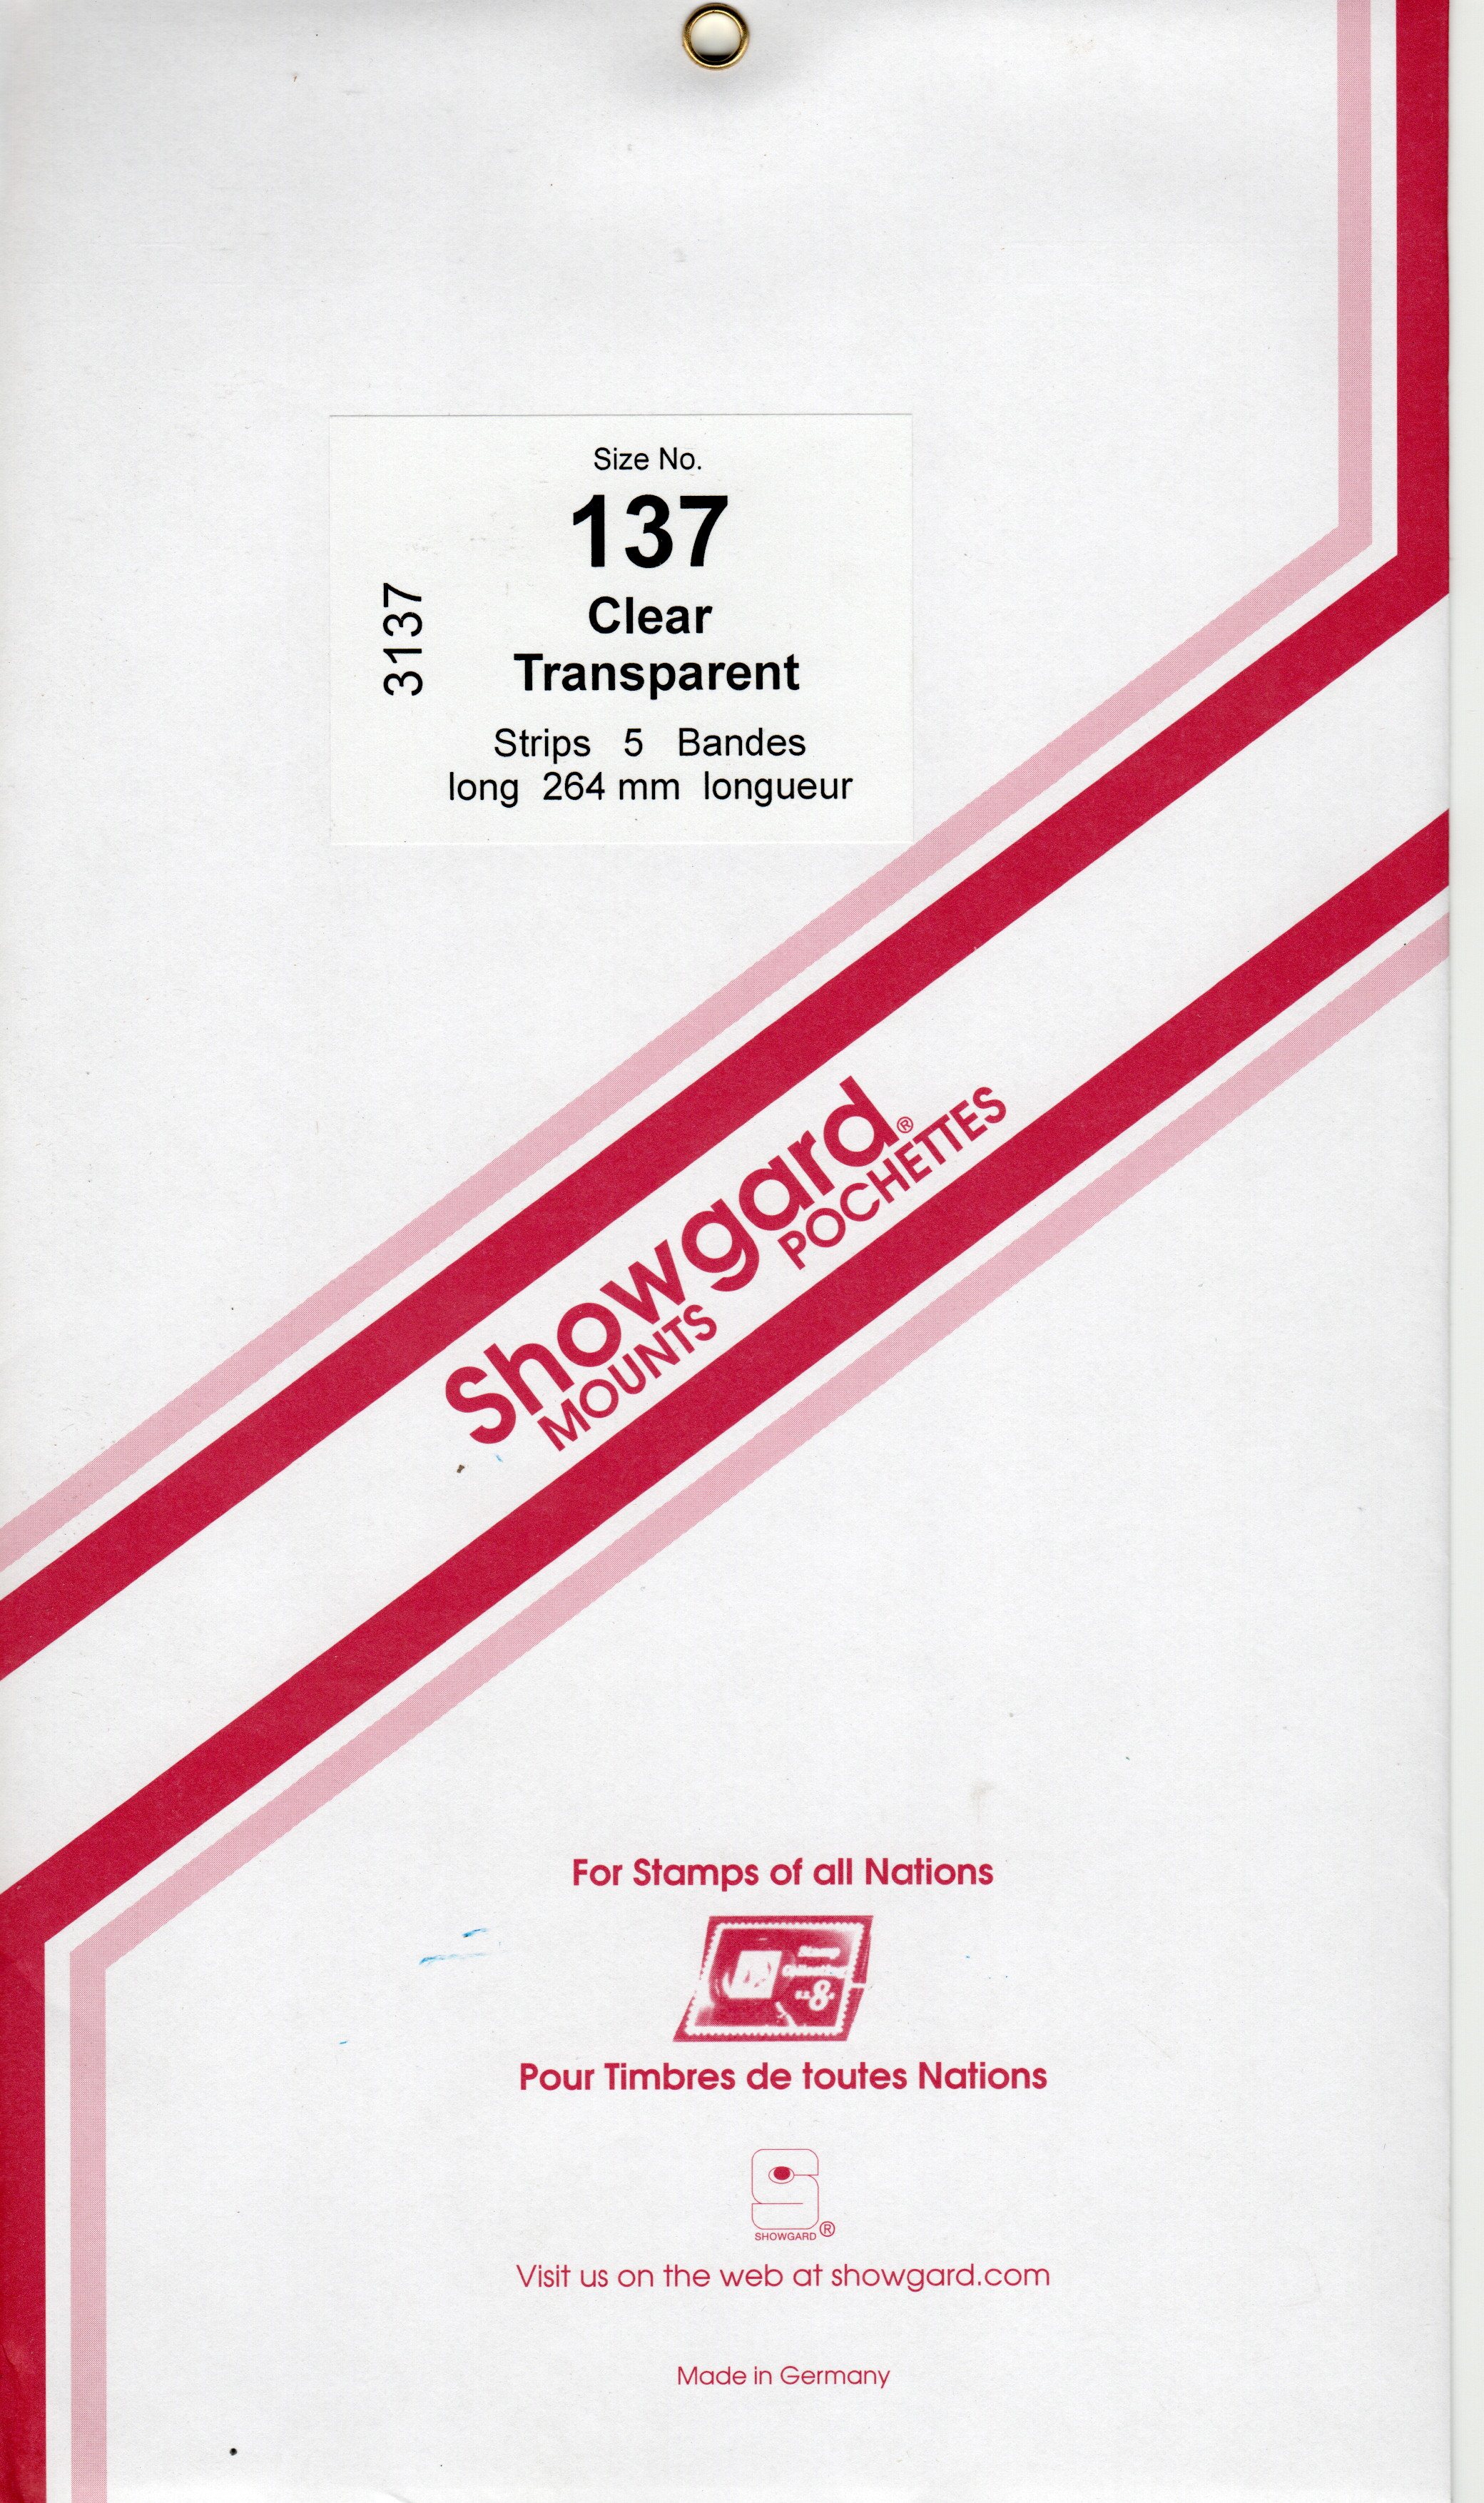 Size No.
137
Clear
Transparent
3137
Strips 5 Bandes
long 264 mm longueur
Showgard®
MOUNTS POCHETTES
For Stamps of all Nations
8
Pour Timbres de toutes Nations
SHOWGARD ®
Visit us on the web at showgard.com
Made in Germany